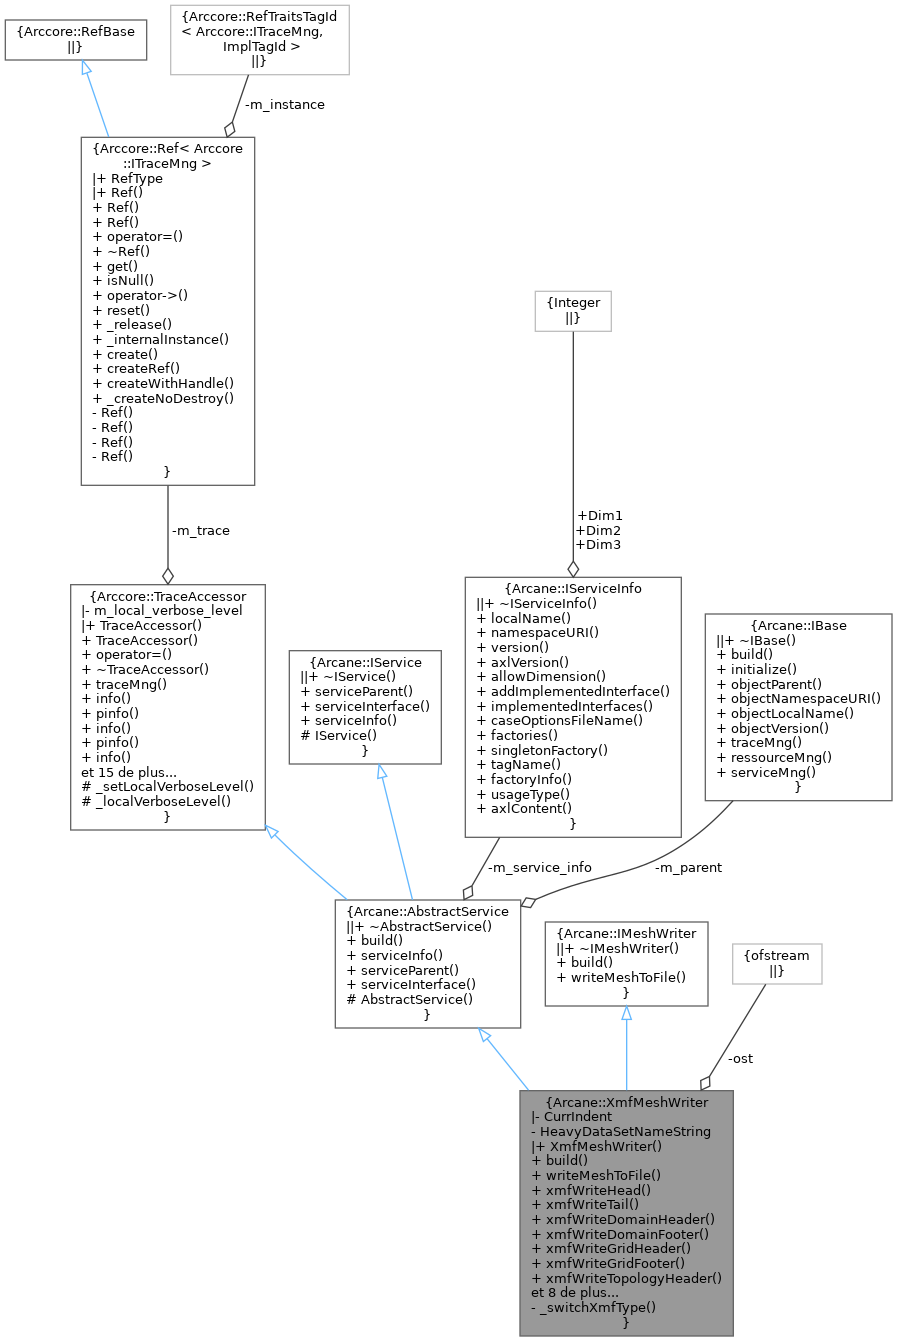 {Arccore::RefBase
||}
{Arccore::RefTraitsTagId
< Arccore::ITraceMng,
ImplTagId >
||}
-m_instance
{Arccore::Ref< Arccore
::ITraceMng >
|+ RefType
|+ Ref()
+ Ref()
+ Ref()
+ operator=()
+ ~Ref()
+ get()
+ isNull()
+ operator->()
+ reset()
+ _release()
+ _internalInstance()
+ create()
+ createRef()
+ createWithHandle()
+ _createNoDestroy()
- Ref()
- Ref()
- Ref()
- Ref()
}
{Integer
||}
+Dim1
+Dim2
+Dim3
-m_trace
{Arccore::TraceAccessor
|- m_local_verbose_level
|+ TraceAccessor()
+ TraceAccessor()
+ operator=()
+ ~TraceAccessor()
+ traceMng()
+ info()
+ pinfo()
+ info()
+ pinfo()
+ info()
et 15 de plus...
# _setLocalVerboseLevel()
# _localVerboseLevel()
}
{Arcane::IService
||+ ~IService()
+ serviceParent()
+ serviceInterface()
+ serviceInfo()
# IService()
}
{Arcane::IServiceInfo
||+ ~IServiceInfo()
+ localName()
+ namespaceURI()
+ version()
+ axlVersion()
+ allowDimension()
+ addImplementedInterface()
+ implementedInterfaces()
+ caseOptionsFileName()
+ factories()
+ singletonFactory()
+ tagName()
+ factoryInfo()
+ usageType()
+ axlContent()
}
{Arcane::IBase
||+ ~IBase()
+ build()
+ initialize()
+ objectParent()
+ objectNamespaceURI()
+ objectLocalName()
+ objectVersion()
+ traceMng()
+ ressourceMng()
+ serviceMng()
}
-m_service_info
-m_parent
{Arcane::AbstractService
||+ ~AbstractService()
+ build()
+ serviceInfo()
+ serviceParent()
+ serviceInterface()
# AbstractService()
}
{Arcane::IMeshWriter
||+ ~IMeshWriter()
+ build()
+ writeMeshToFile()
}
{ofstream
||}
-ost
{Arcane::XmfMeshWriter
|- CurrIndent
- HeavyDataSetNameString
|+ XmfMeshWriter()
+ build()
+ writeMeshToFile()
+ xmfWriteHead()
+ xmfWriteTail()
+ xmfWriteDomainHeader()
+ xmfWriteDomainFooter()
+ xmfWriteGridHeader()
+ xmfWriteGridFooter()
+ xmfWriteTopologyHeader()
et 8 de plus...
- _switchXmfType()
}